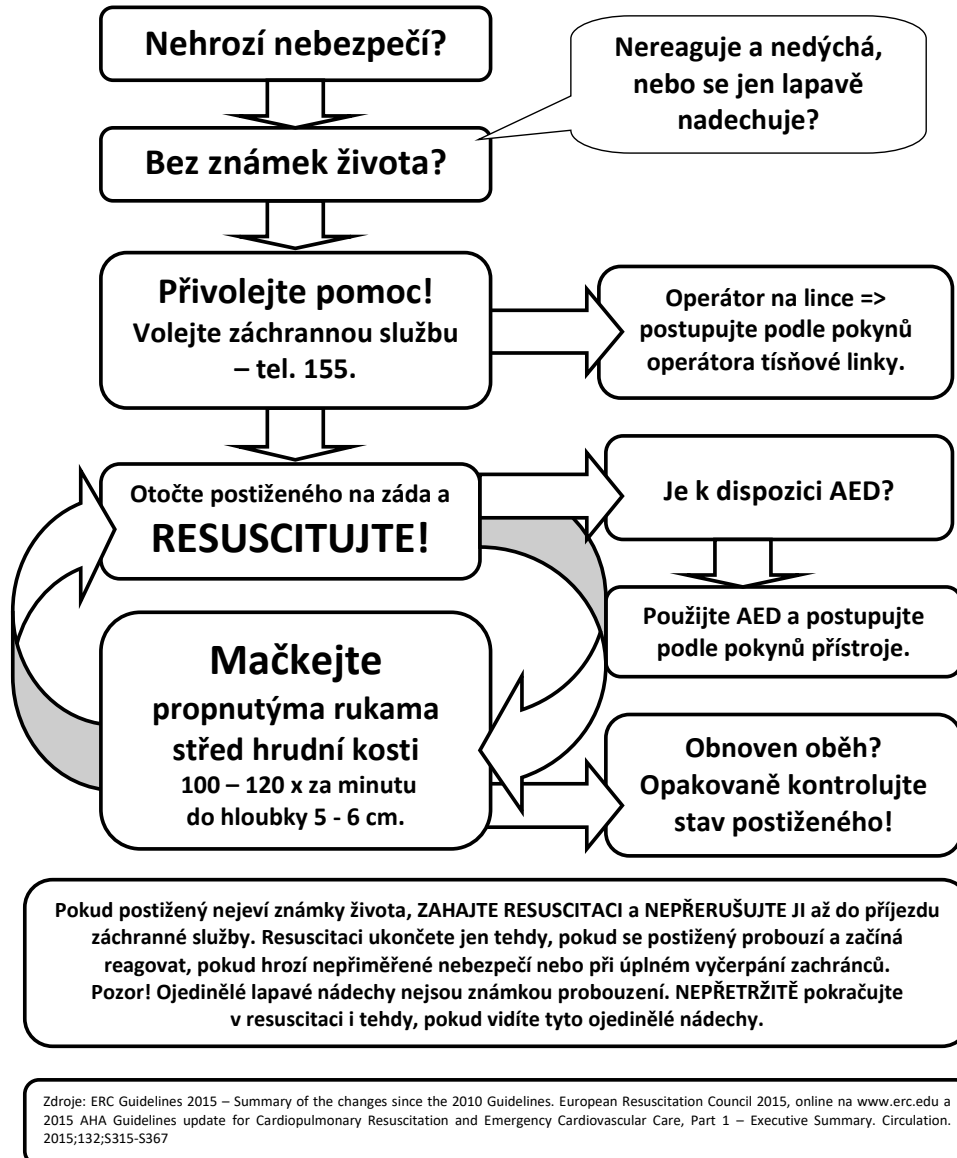 Nehrozí nebezpečí?
Nereaguje a nedýchá,
nebo se jen lapavě
nadechuje?
Bez známek života?
Přivolejte pomoc!
Volejte záchrannou službu
– tel. 155.
Operátor na lince =>
postupujte podle pokynů
operátora tísňové linky.
Otočte postiženého na záda a
RESUSCITUJTE!
Je k dispozici AED?
Použijte AED a postupujte
podle pokynů přístroje.
Mačkejte
propnutýma rukama
střed hrudní kosti
100 – 120 x za minutu
do hloubky 5 - 6 cm.
Obnoven oběh?
Opakovaně kontrolujte
stav postiženého!
Pokud postižený nejeví známky života, ZAHAJTE RESUSCITACI a NEPŘERUŠUJTE JI až do příjezdu
záchranné služby. Resuscitaci ukončete jen tehdy, pokud se postižený probouzí a začíná
reagovat, pokud hrozí nepřiměřené nebezpečí nebo při úplném vyčerpání zachránců.
Pozor! Ojedinělé lapavé nádechy nejsou známkou probouzení. NEPŘETRŽITĚ pokračujte
v resuscitaci i tehdy, pokud vidíte tyto ojedinělé nádechy.
Zdroje: ERC Guidelines 2015 – Summary of the changes since the 2010 Guidelines. European Resuscitation Council 2015, online na www.erc.edu a
2015 AHA Guidelines update for Cardiopulmonary Resuscitation and Emergency Cardiovascular Care, Part 1 – Executive Summary. Circulation.
2015;132;S315-S367